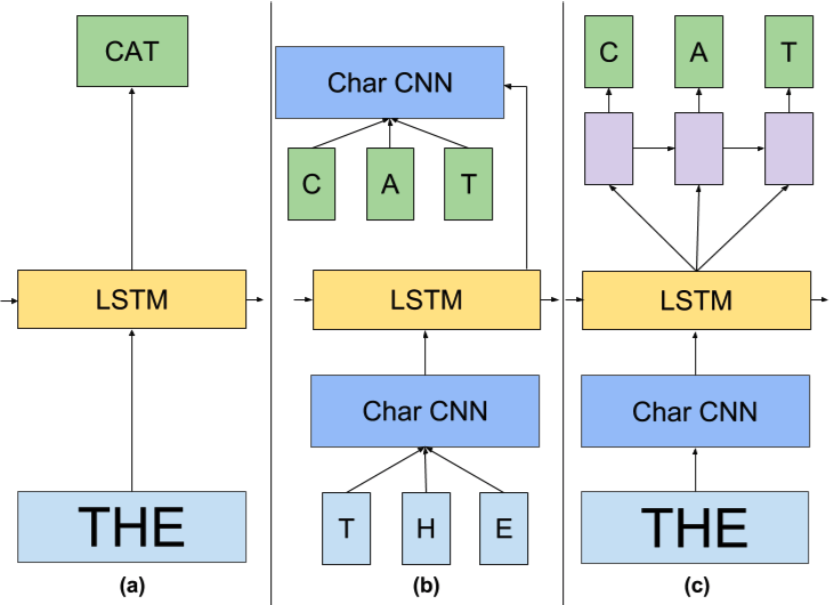 CAT
LSTM
THE
(a)
Char CNN
C A T
LSTM
Char CNN
T H E
(b)
C A T
LSTM
Char CNN
THE
(c)